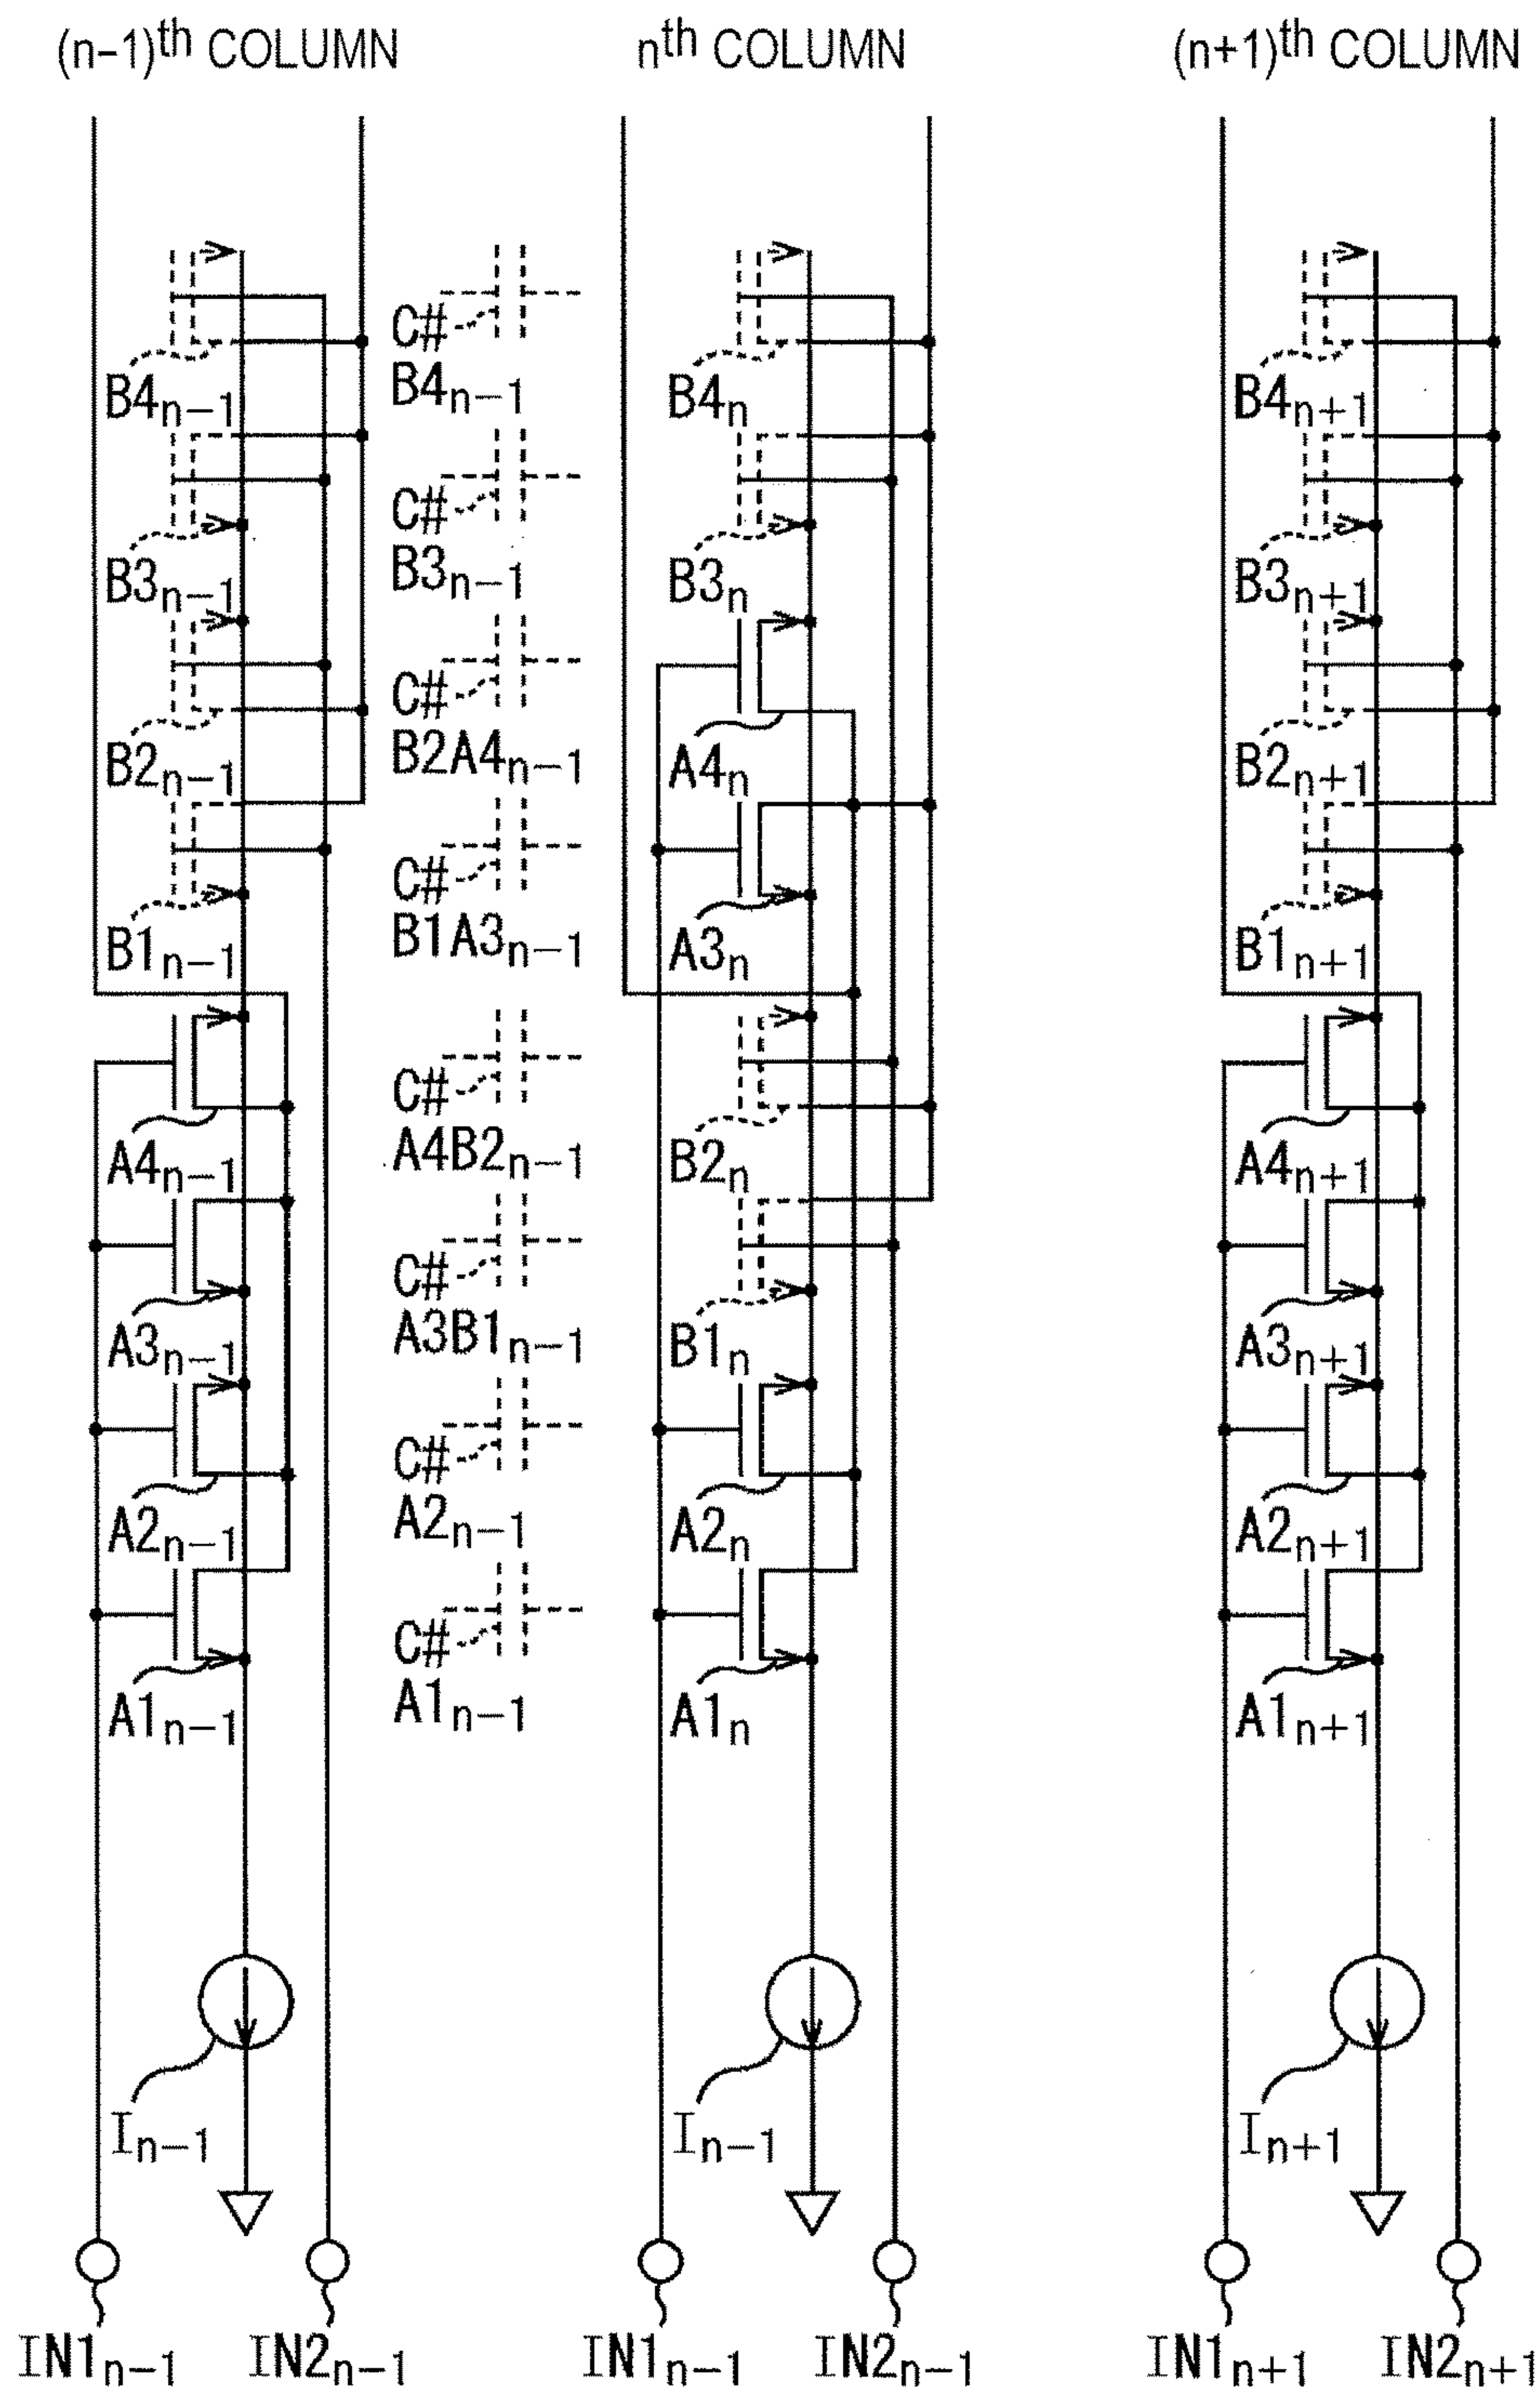 (n-1)th COLUMN nth COLUMN (n+1)th COLUMN
B4n-1 C# B4n B4n+1
B4n-1
B3n-1 C# B3n B3n+1
B3n-1
B2n-1 C# A4n B2n+1
B2A4n-1
B1n-1 C# A3n B1n+1
B1A3n-1
A4n-1 C# B2n A4n+1
A4B2n-1
A3n-1 C# B1n A3n+1
A3B1n-1
A2n-1 C# A2n A2n+1
A2n-1
A1n-1 C# A1n A1n+1
A1n-1
In-1 In-1 In+1
IN1n-1 IN2n-1 IN1n-1 IN2n-1 IN1n+1 IN2n+1